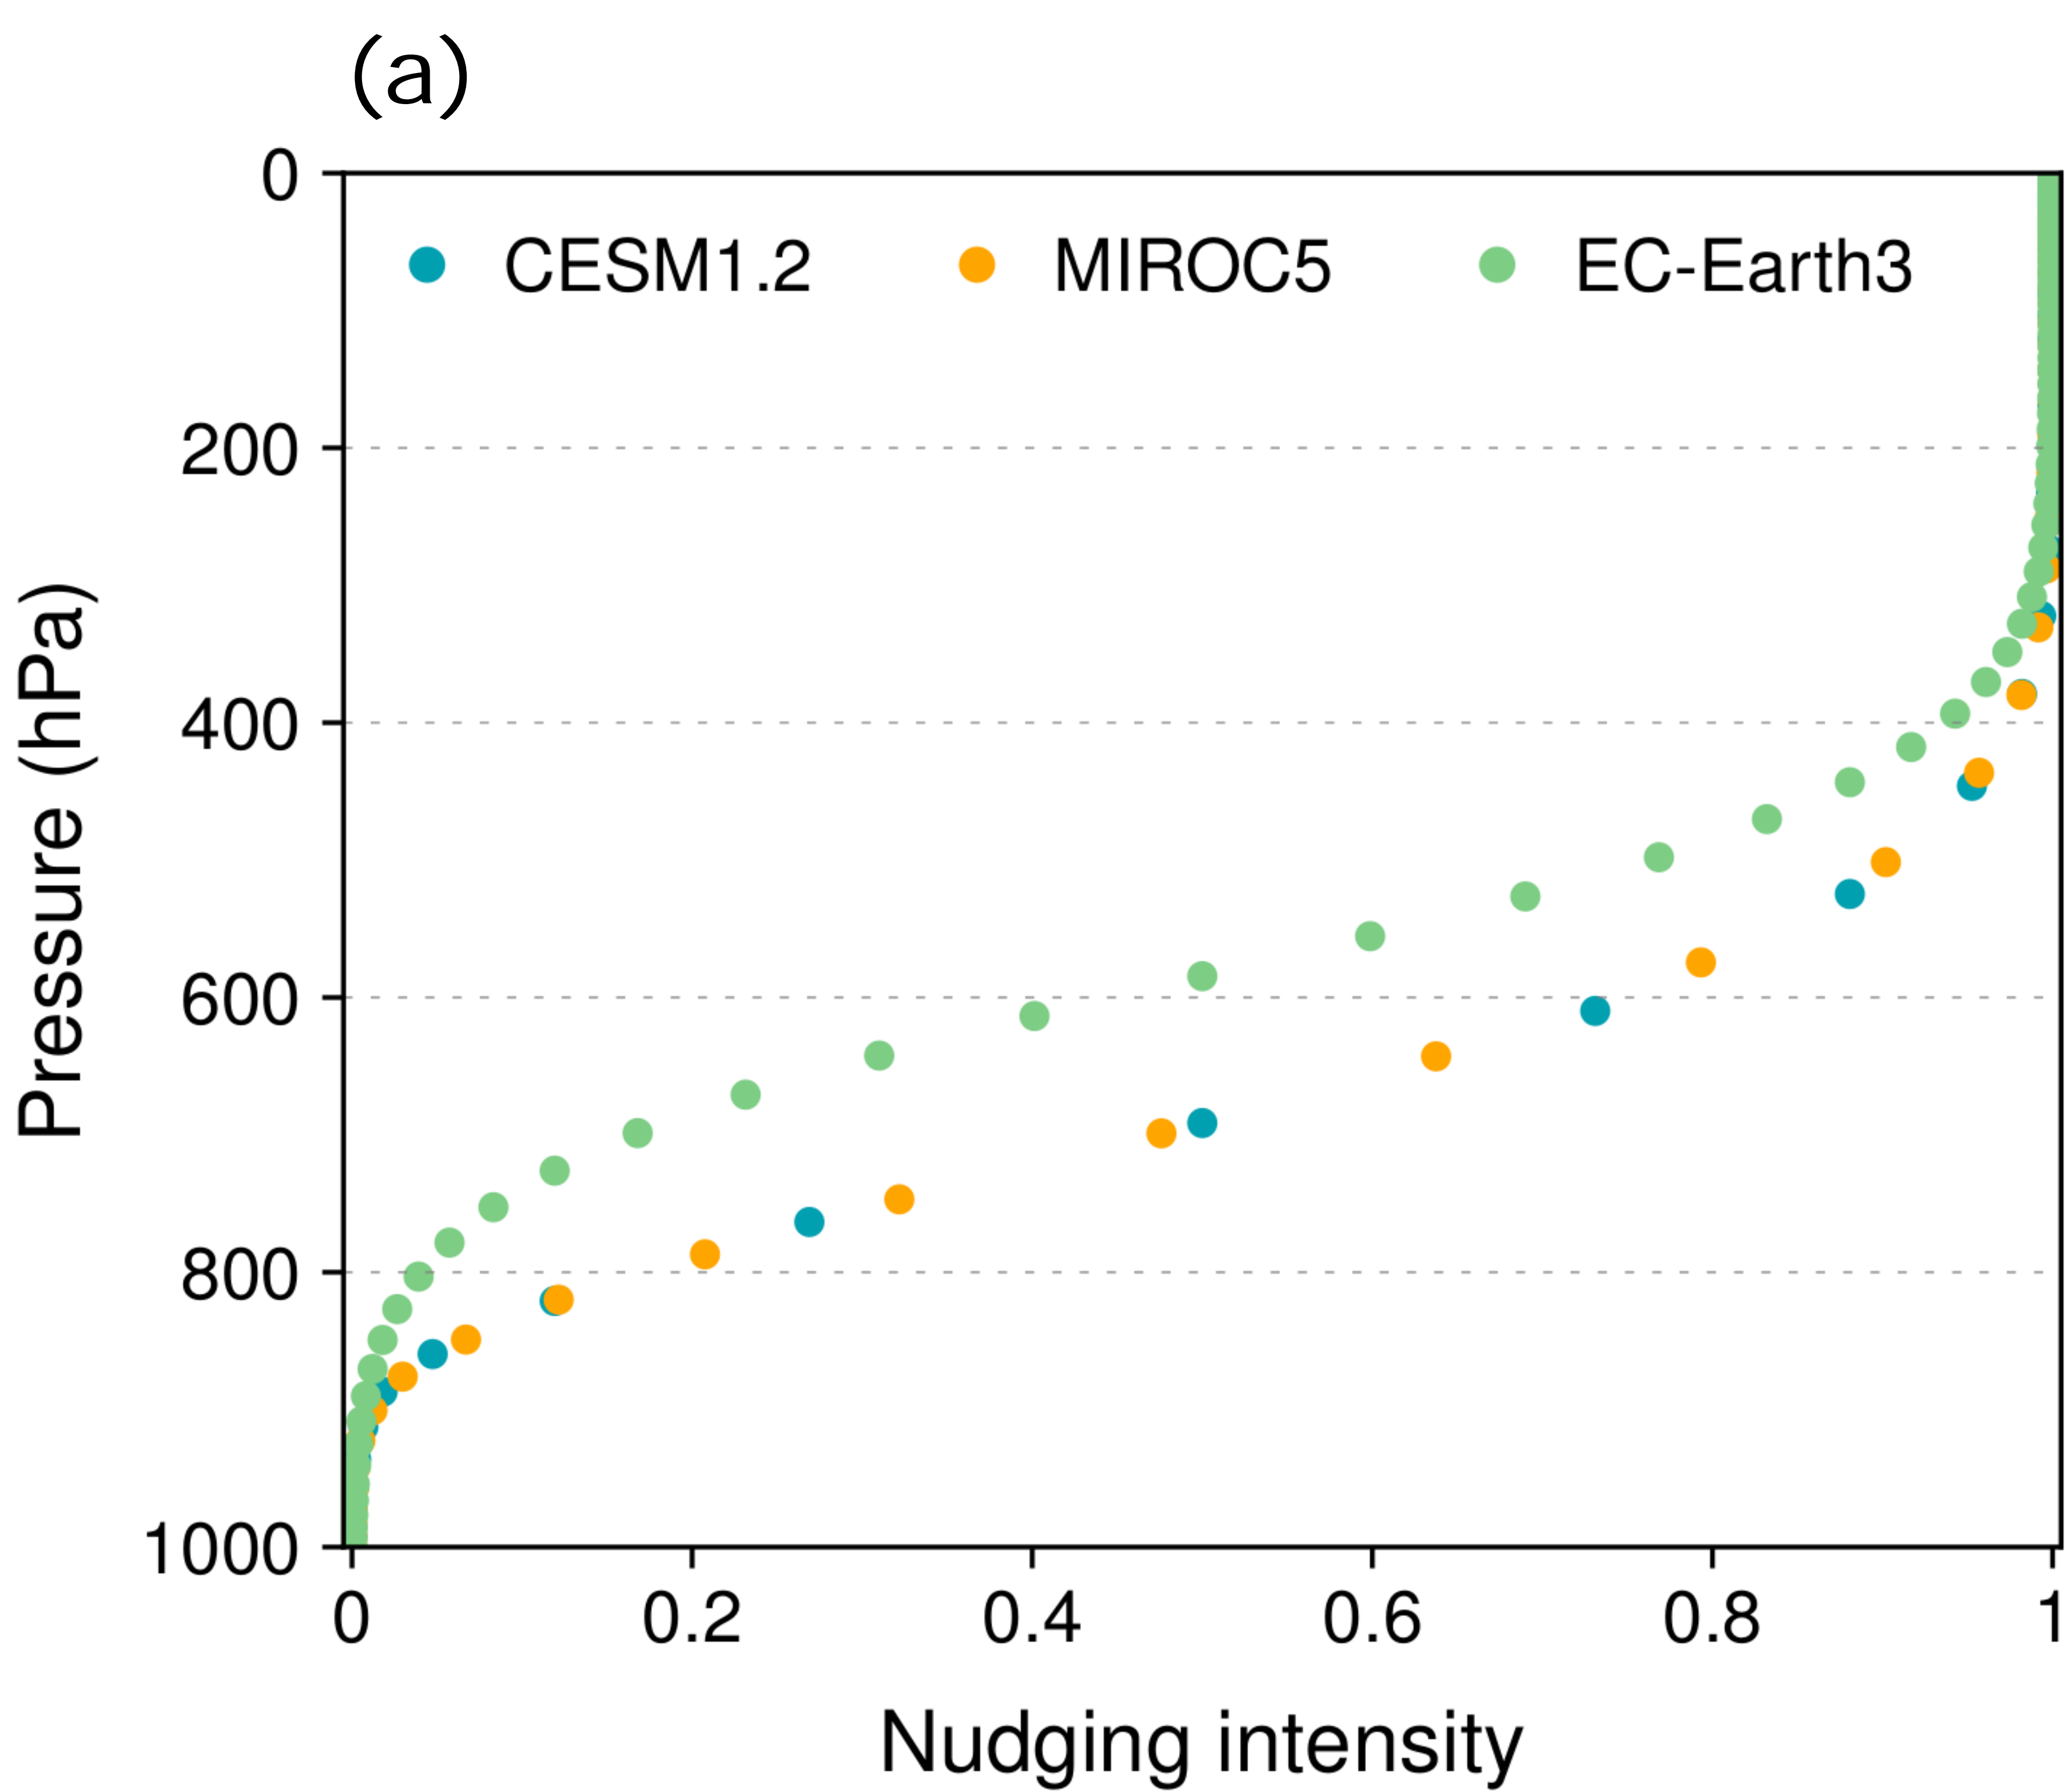 (a)
0
CESM1.2 MIROC5 EC-Earth3
200
400
600
800
1000
Pressure (hPa)
0 0.2 0.4 0.6 0.8 1
Nudging intensity